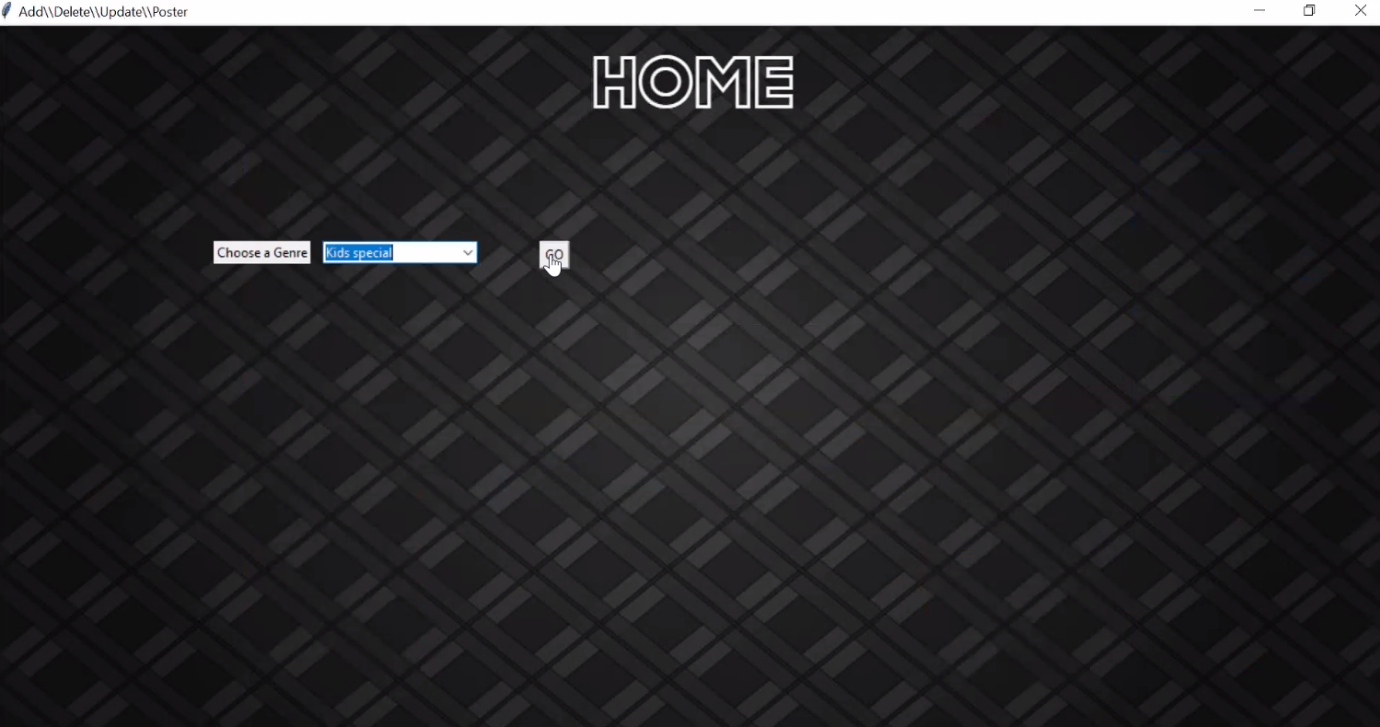 Add\\Delete\\Update\\Poster
HOME
Choose a Genre
Kids special
GO